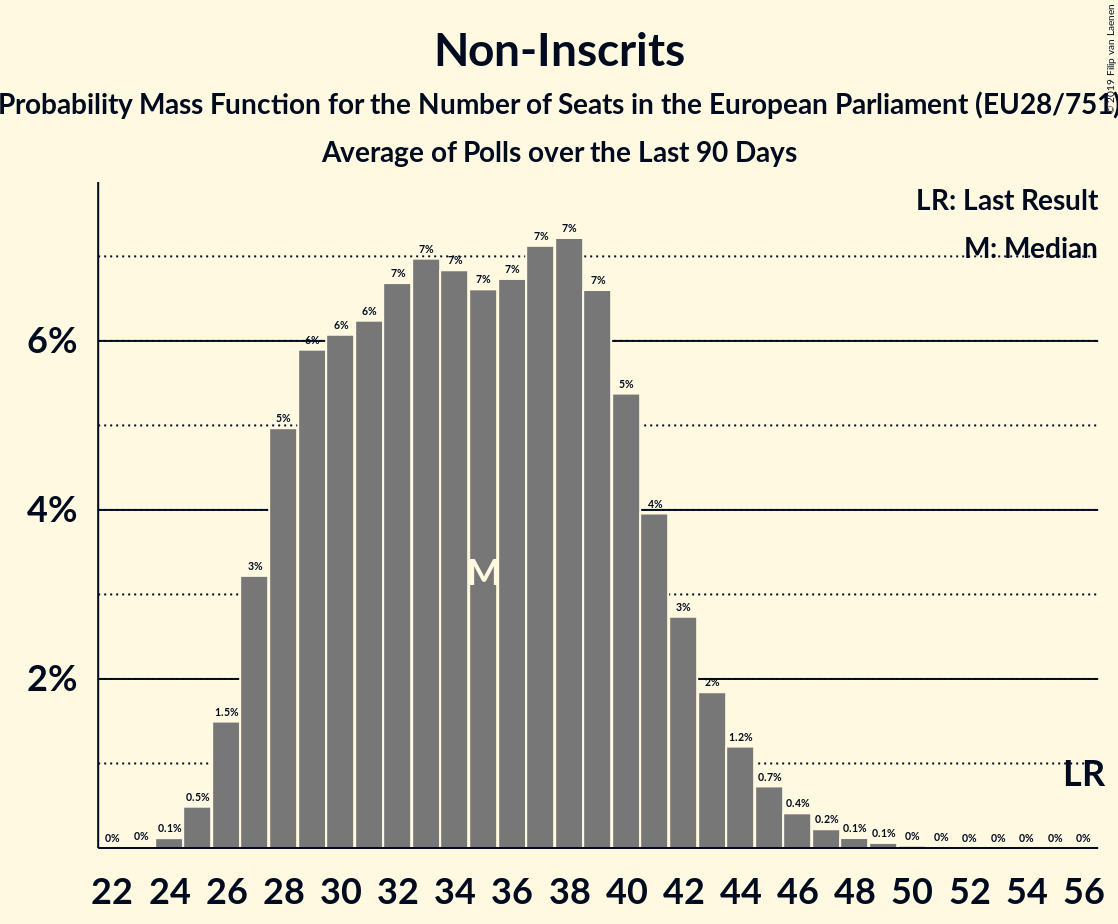 Non-Inscrits
Probability Mass Function for the Number of Seats in the European Parliament (EU28/751)
Average of Polls over the Last 90 Days
© 2019 Filip van Laenen
LR: Last Result
M: Median
6%
4%
2%
0% 0% 0.1% 0.5% 1.5% 3% 5% 6% 6% 6% 7% 7% 7% 7% 7% 7% 7% 7% 5% 4% 3% 2% 1.2% 0.7% 0.4% 0.2% 0.1% 0.1% 0% 0% 0% 0% 0% 0% 0%
M
LR
22 24 26 28 30 32 34 36 38 40 42 44 46 48 50 52 54 56